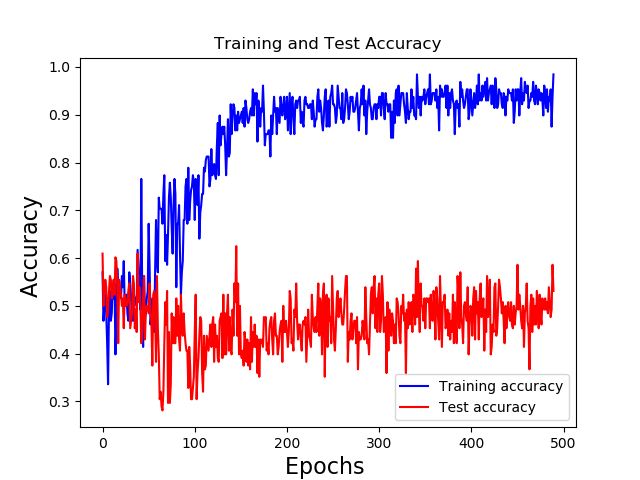 Training and Test Accuracy
1.0
0.9
0.8
0.7
0.6
0.5
0.4
0.3
Accuracy
0 100 200 300 400 500
Epochs
Training accuracy
Test accuracy